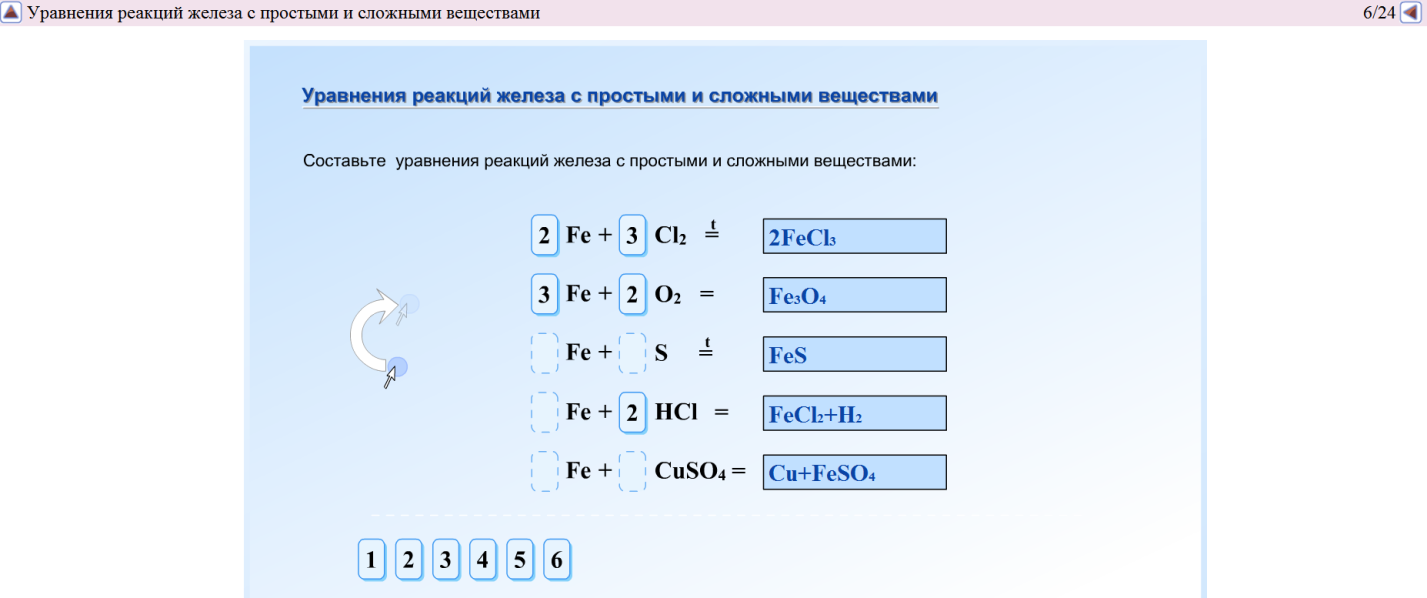 Уравнения реакций железа с простыми и сложными веществами 6/24
Уравнения реакций железа с простыми и сложными веществами
Составьте уравнения реакций железа с простыми и сложными веществами:
2 Fe + 3 Cl₂ t = 2FeCl₃
3 Fe + 2 O₂ = Fe₃O₄
Fe + S t = FeS
Fe + 2 HCl = FeCl₂+H₂
Fe + CuSO₄ = Cu+FeSO₄
1 2 3 4 5 6